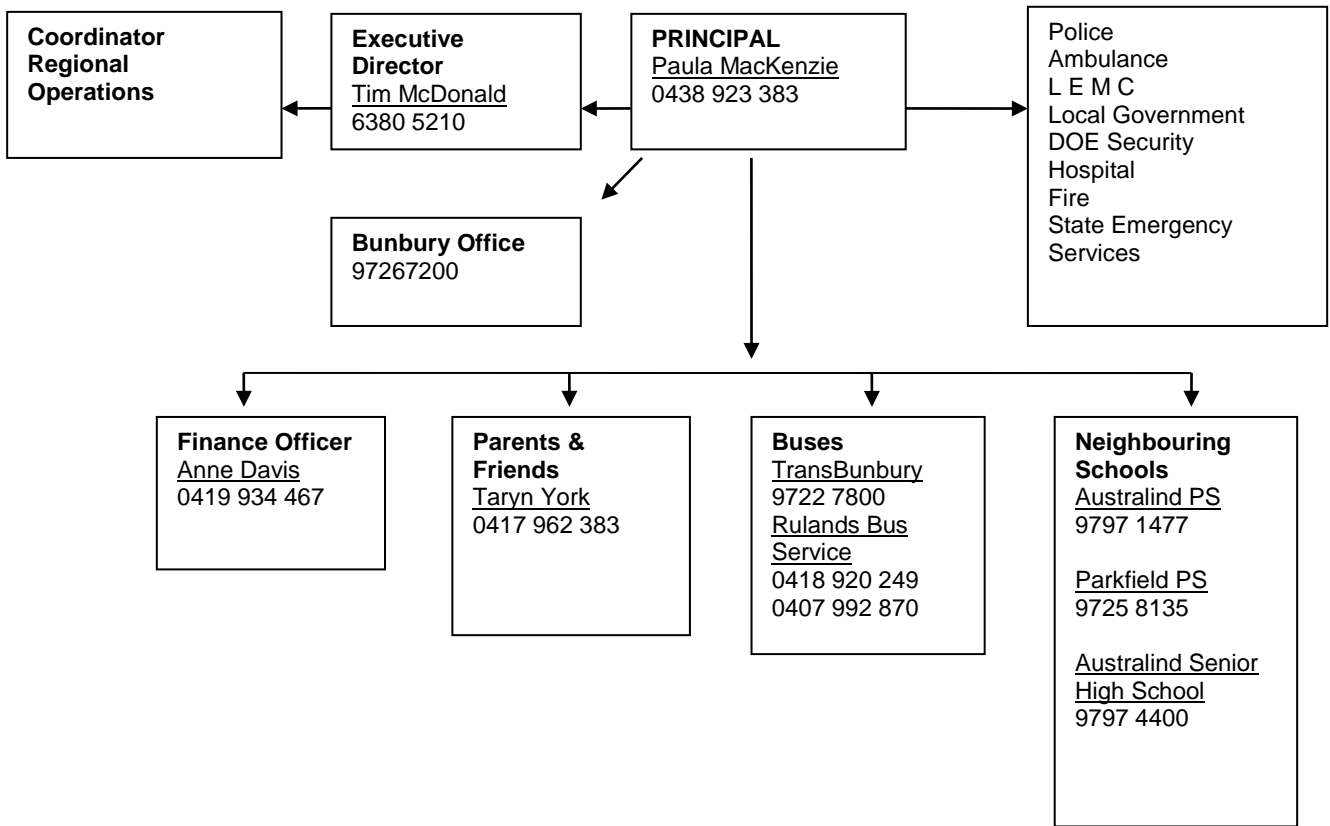 Coordinator
Regional
Operations
Executive
Director
Tim McDonald
6380 5210
PRINCIPAL
Paula MacKenzie
0438 923 383
Police
Ambulance
L E M C
Local Government
DOE Security
Hospital
Fire
State Emergency
Services
Bunbury Office
97267200
Finance Officer
Anne Davis
0419 934 467
Parents &
Friends
Taryn York
0417 962 383
Buses
TransBunbury
9722 7800
Rulands Bus
Service
0418 920 249
0407 992 870
Neighbouring
Schools
Australind PS
9797 1477
Parkfield PS
9725 8135
Australind Senior
High School
9797 4400